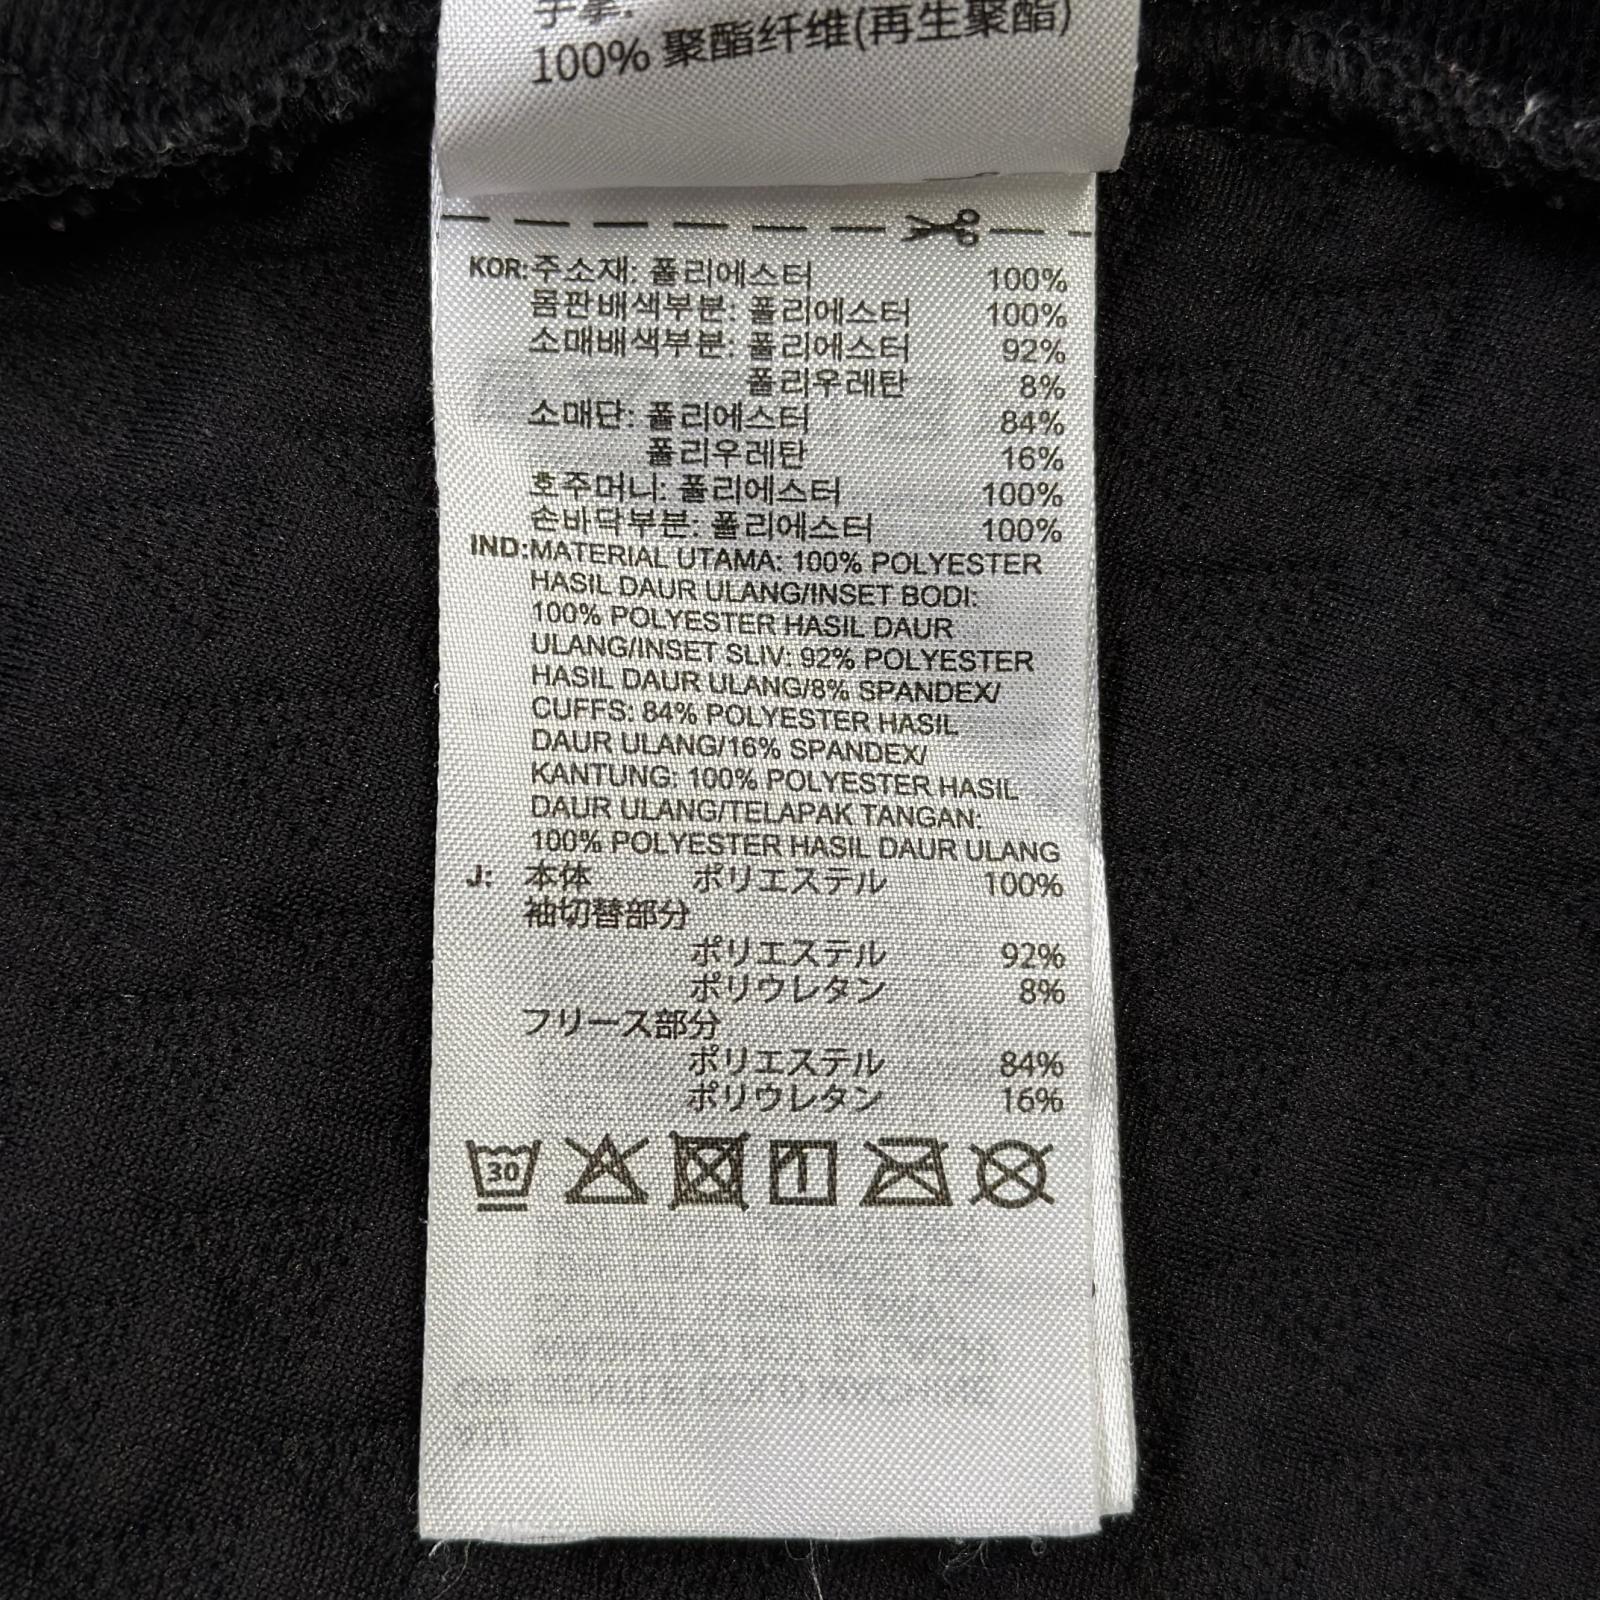 100% 聚酯纤维(再生聚酯)
KOR: 주소재: 폴리에스터 100%
몸판배색부분: 폴리에스터 100%
소매배색부분: 폴리에스터 92%
폴리우레탄 8%
소매단: 폴리에스터 84%
폴리우레탄 16%
호주머니: 폴리에스터 100%
손바닥부분: 폴리에스터 100%
IND: MATERIAL UTAMA: 100% POLYESTER
HASIL DAUR ULANG/INSET BODI:
100% POLYESTER HASIL DAUR
ULANG/INSET SLIV: 92% POLYESTER
HASIL DAUR ULANG/8% SPANDEX/
CUFFS: 84% POLYESTER HASIL
DAUR ULANG/16% SPANDEX/
KANTUNG: 100% POLYESTER HASIL
DAUR ULANG/TELAPAK TANGAN:
100% POLYESTER HASIL DAUR ULANG
J: 本体 ポリエステル 100%
袖切替部分
ポリエステル 92%
ポリウレタン 8%
フリース部分
ポリエステル 84%
ポリウレタン 16%
30